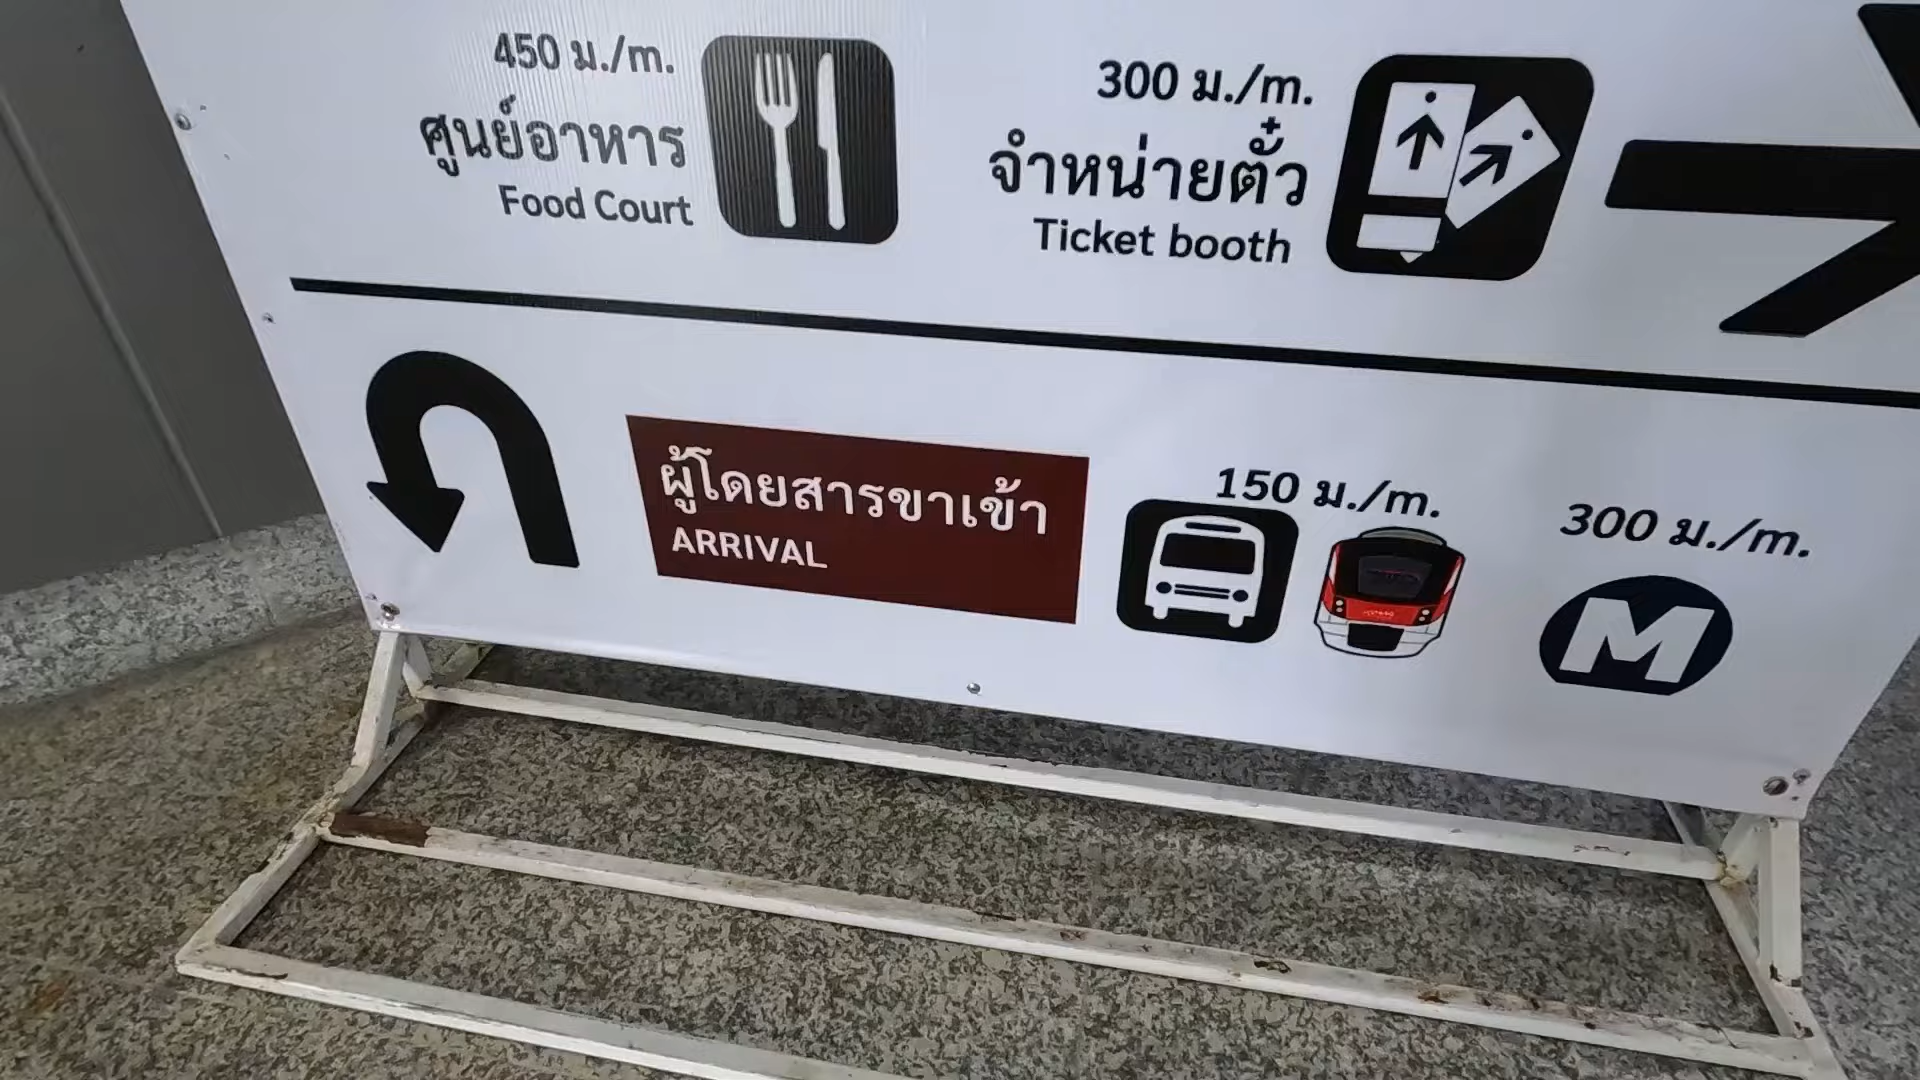 450 ม./m.
ศูนย์อาหาร
Food Court
300 ม./m.
จำหน่ายตั๋ว
Ticket booth
ผู้โดยสารขาเข้า
ARRIVAL
150 ม./m.
300 ม./m.
M